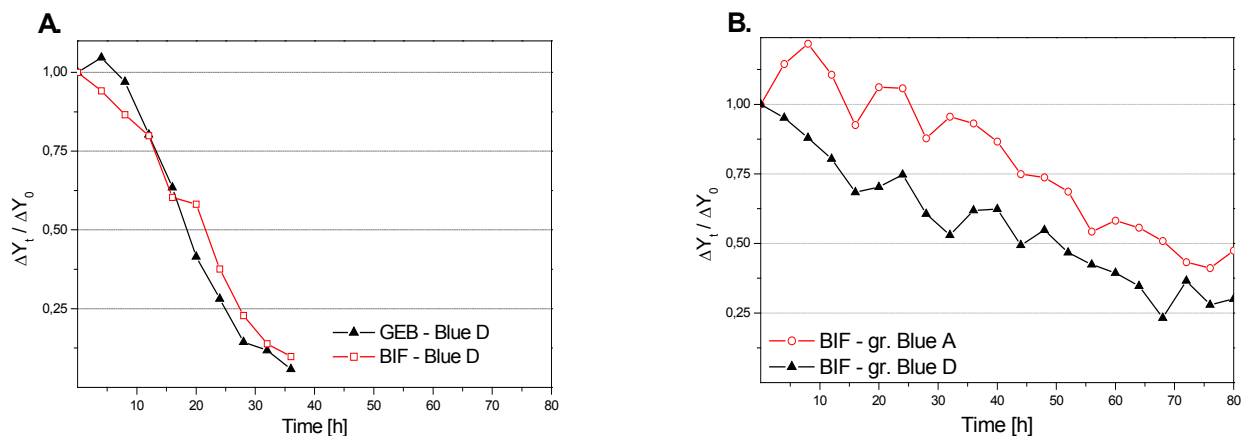 A.
1,00
0,75
0,50
0,25
ΔYt / ΔY0
GEB - Blue D
BIF - Blue D
10 20 30 40 50 60 70 80
Time [h]
B.
1,00
0,75
0,50
0,25
ΔYt / ΔY0
BIF - gr. Blue A
BIF - gr. Blue D
10 20 30 40 50 60 70 80
Time [h]